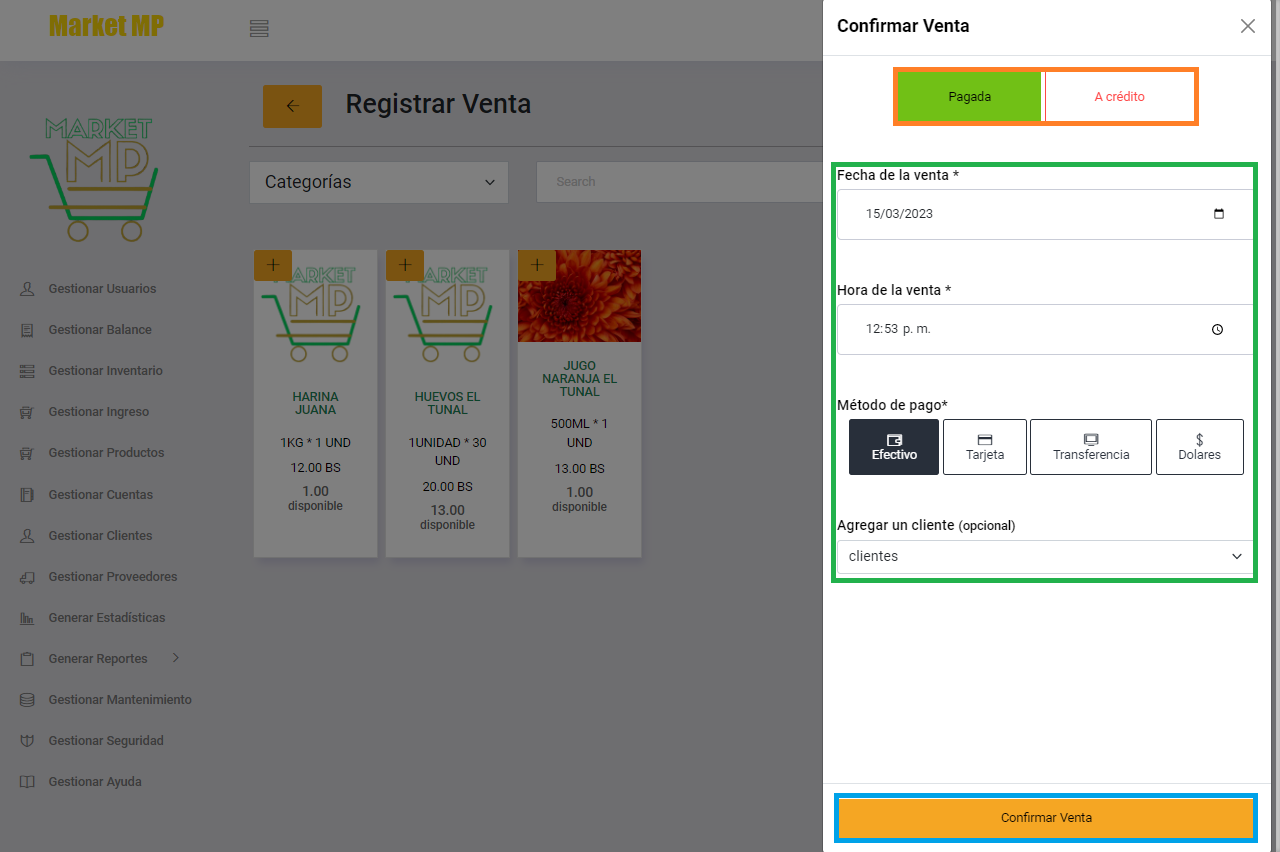 Market MP
MARKET
MP
Gestionar Usuarios
Gestionar Balance
Gestionar Inventario
Gestionar Ingreso
Gestionar Productos
Gestionar Cuentas
Gestionar Clientes
Gestionar Proveedores
Generar Estadísticas
Generar Reportes
Gestionar Mantenimiento
Gestionar Seguridad
Gestionar Ayuda
Registrar Venta
Categorías
Search
MARKET
MP
HARINA
JUANA
1KG * 1 UND
12.00 BS
1.00
disponible
MARKET
MP
HUEVOS EL
TUNAL
1UNIDAD * 30
UND
20.00 BS
13.00
disponible
JUGO
NARANJA EL
TUNAL
500ML * 1
UND
13.00 BS
1.00
disponible
Confirmar Venta
Pagada
A crédito
Fecha de la venta *
15/03/2023
Hora de la venta *
12:53 p. m.
Método de pago*
Efectivo
Tarjeta
Transferencia
Dolares
Agregar un cliente (opcional)
clientes
Confirmar Venta